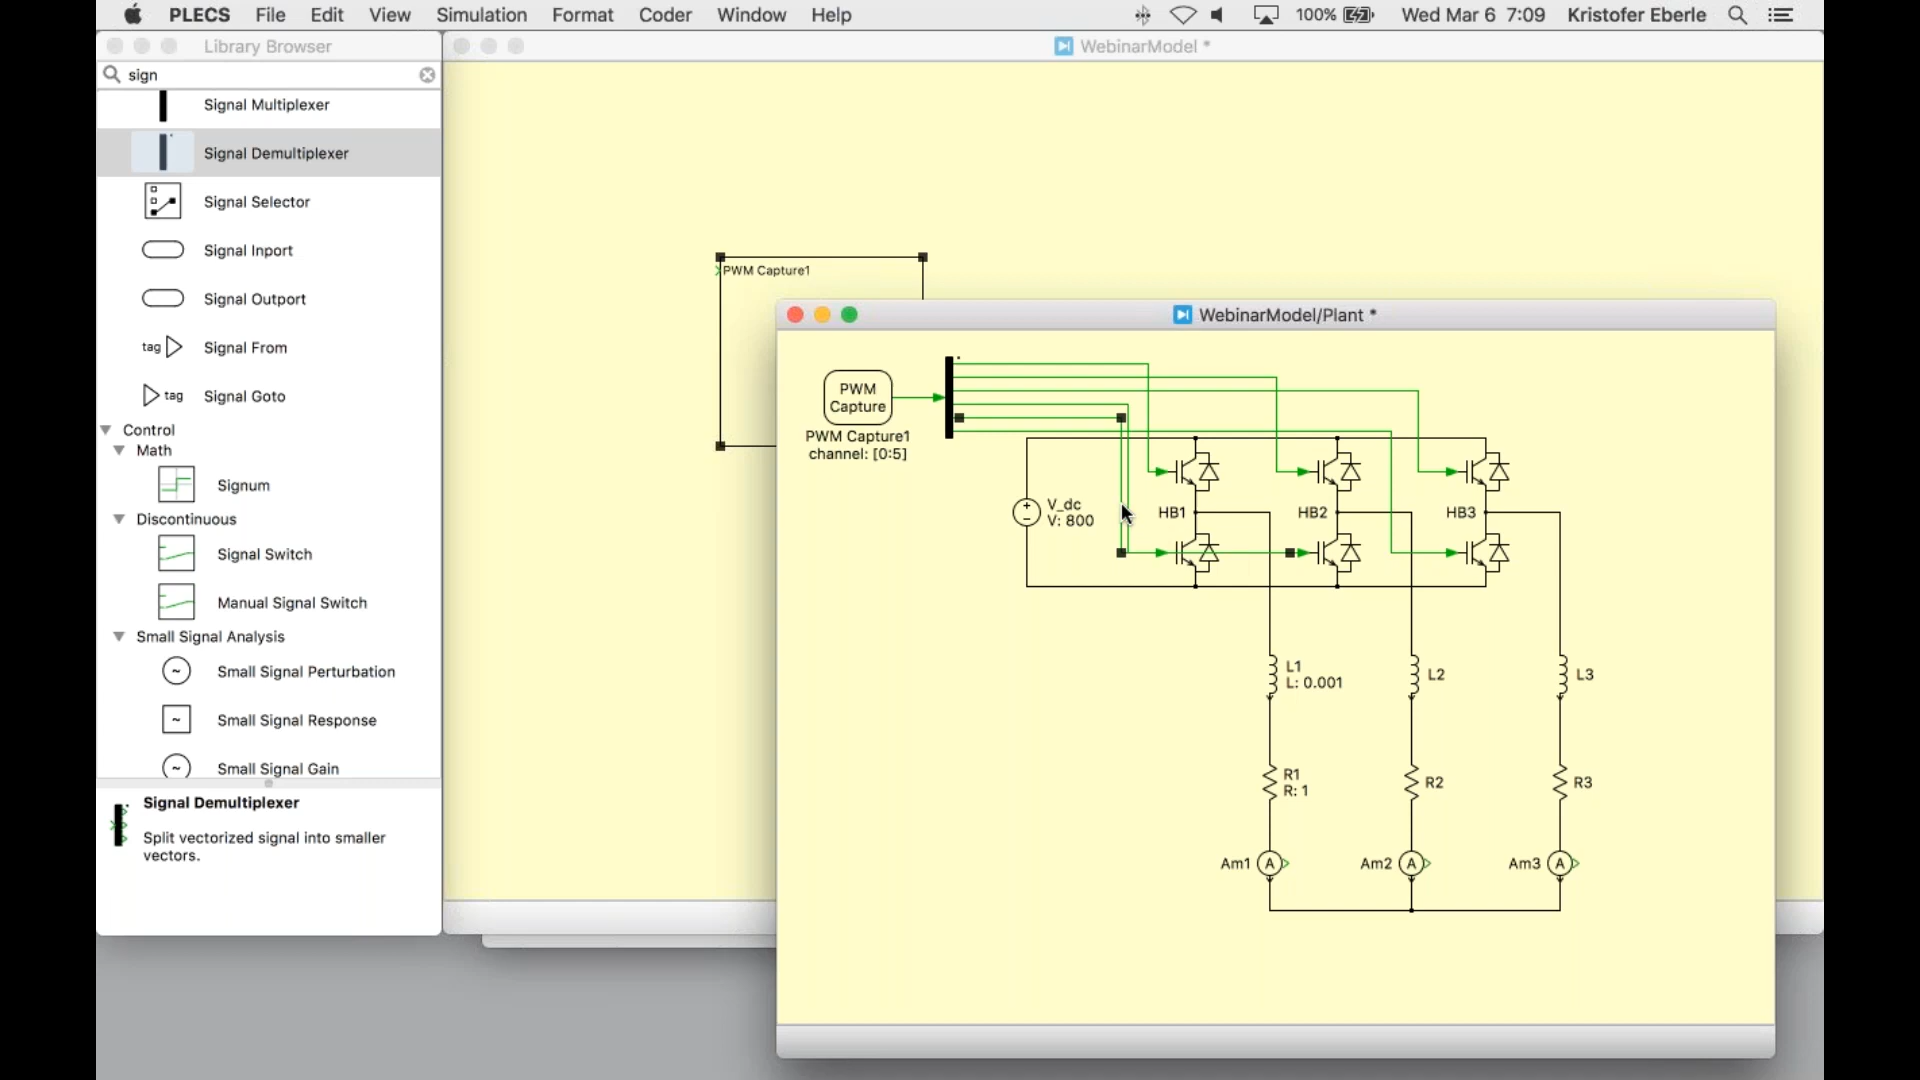 PLECS File Edit View Simulation Format Coder Window Help 100% Wed Mar 6 7:09 Kristofer Eberle
Library Browser
WebinarModel *
sign
Signal Multiplexer
Signal Demultiplexer
Signal Selector
Signal Inport
Signal Outport
tag Signal From
tag Signal Goto
Control
Math
Signum
Discontinuous
Signal Switch
Manual Signal Switch
Small Signal Analysis
Small Signal Perturbation
Small Signal Response
Small Signal Gain
Signal Demultiplexer
Split vectorized signal into smaller
vectors.
PWM Capture1
WebinarModel/Plant *
PWM
Capture
PWM Capture1
channel: [0:5]
V_dc
V: 800
HB1 HB2 HB3
L1
L: 0.001
L2
L3
R1
R: 1
R2
R3
Am1 A Am2 A Am3 A